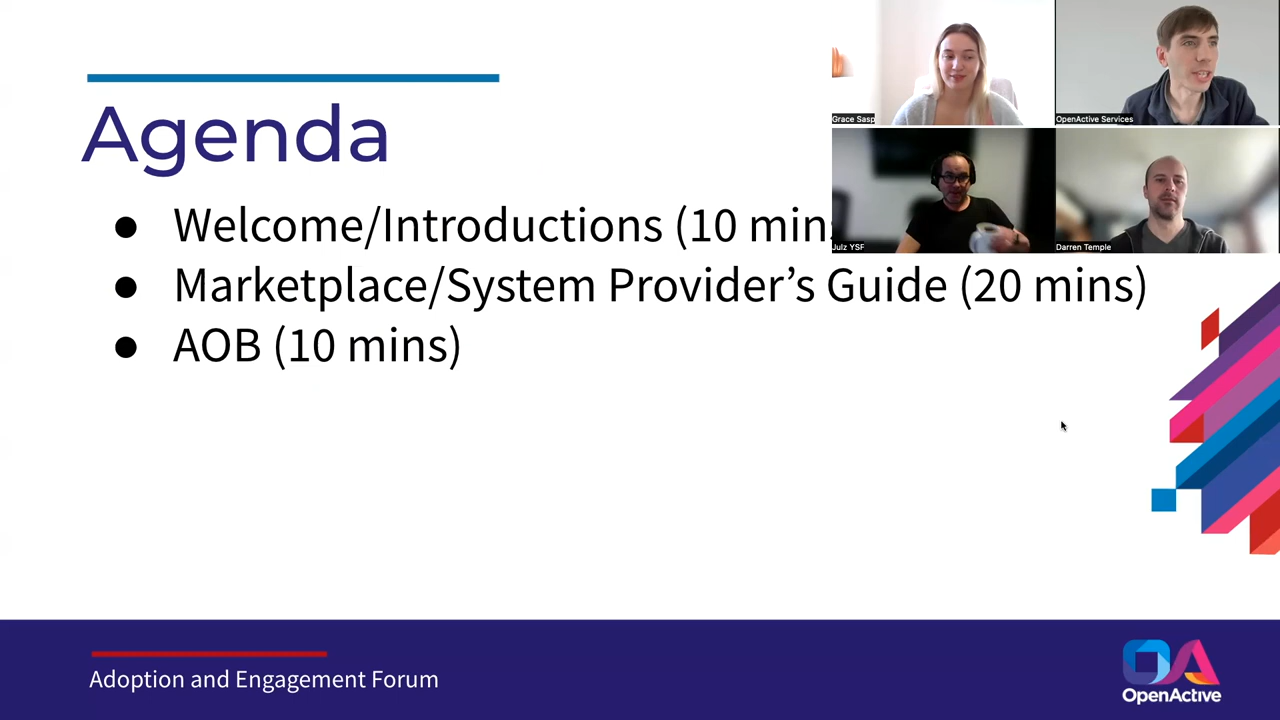 Agenda
● Welcome/Introductions (10 mins
● Marketplace/System Provider’s Guide (20 mins)
● AOB (10 mins)
Grace Sasp
OpenActive Services
Julz YSF
Darren Temple
Adoption and Engagement Forum
OA
OpenActive